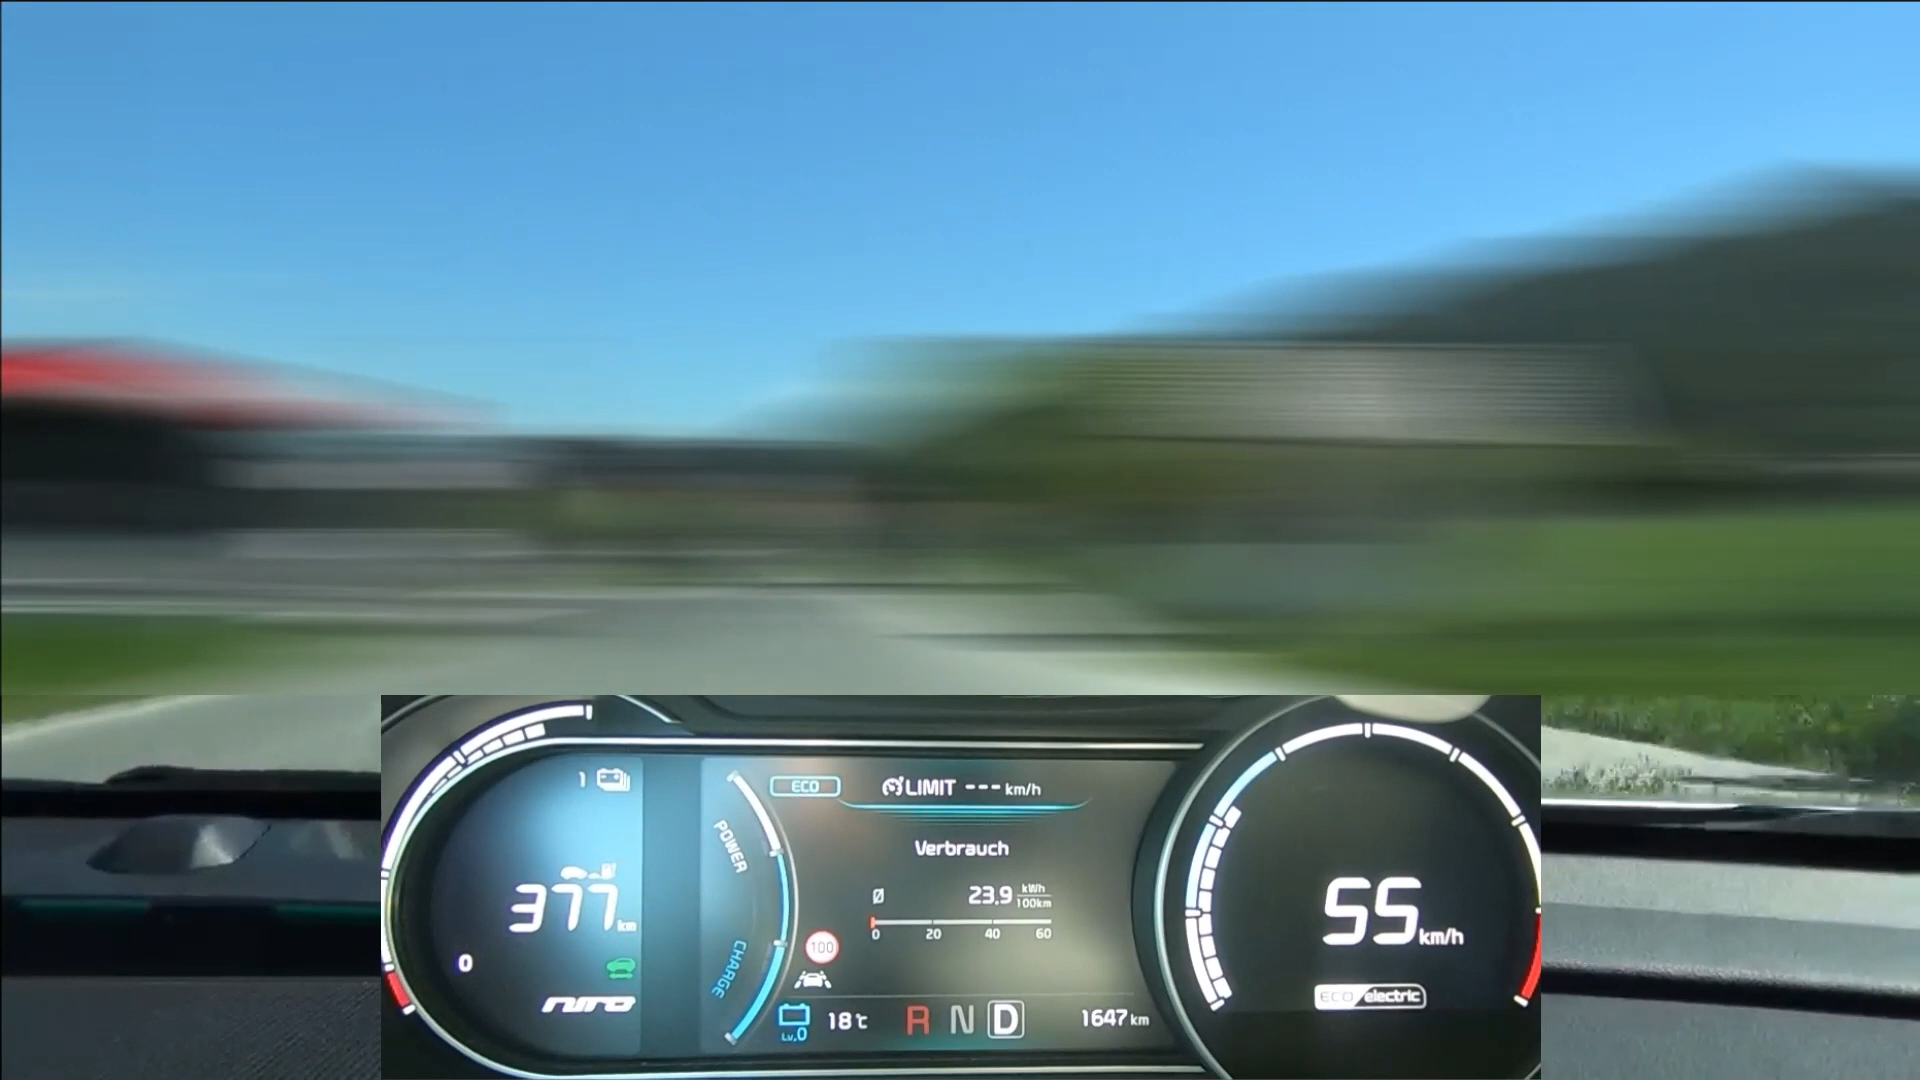 1
377 km
0
niro
POWER
CHARGE
ECO
LIMIT --- km/h
Verbrauch
Ø 23.9 kWh/100km
0 20 40 60
100
Lv.0
18℃
R N D
1647 km
55 km/h
ECO electric